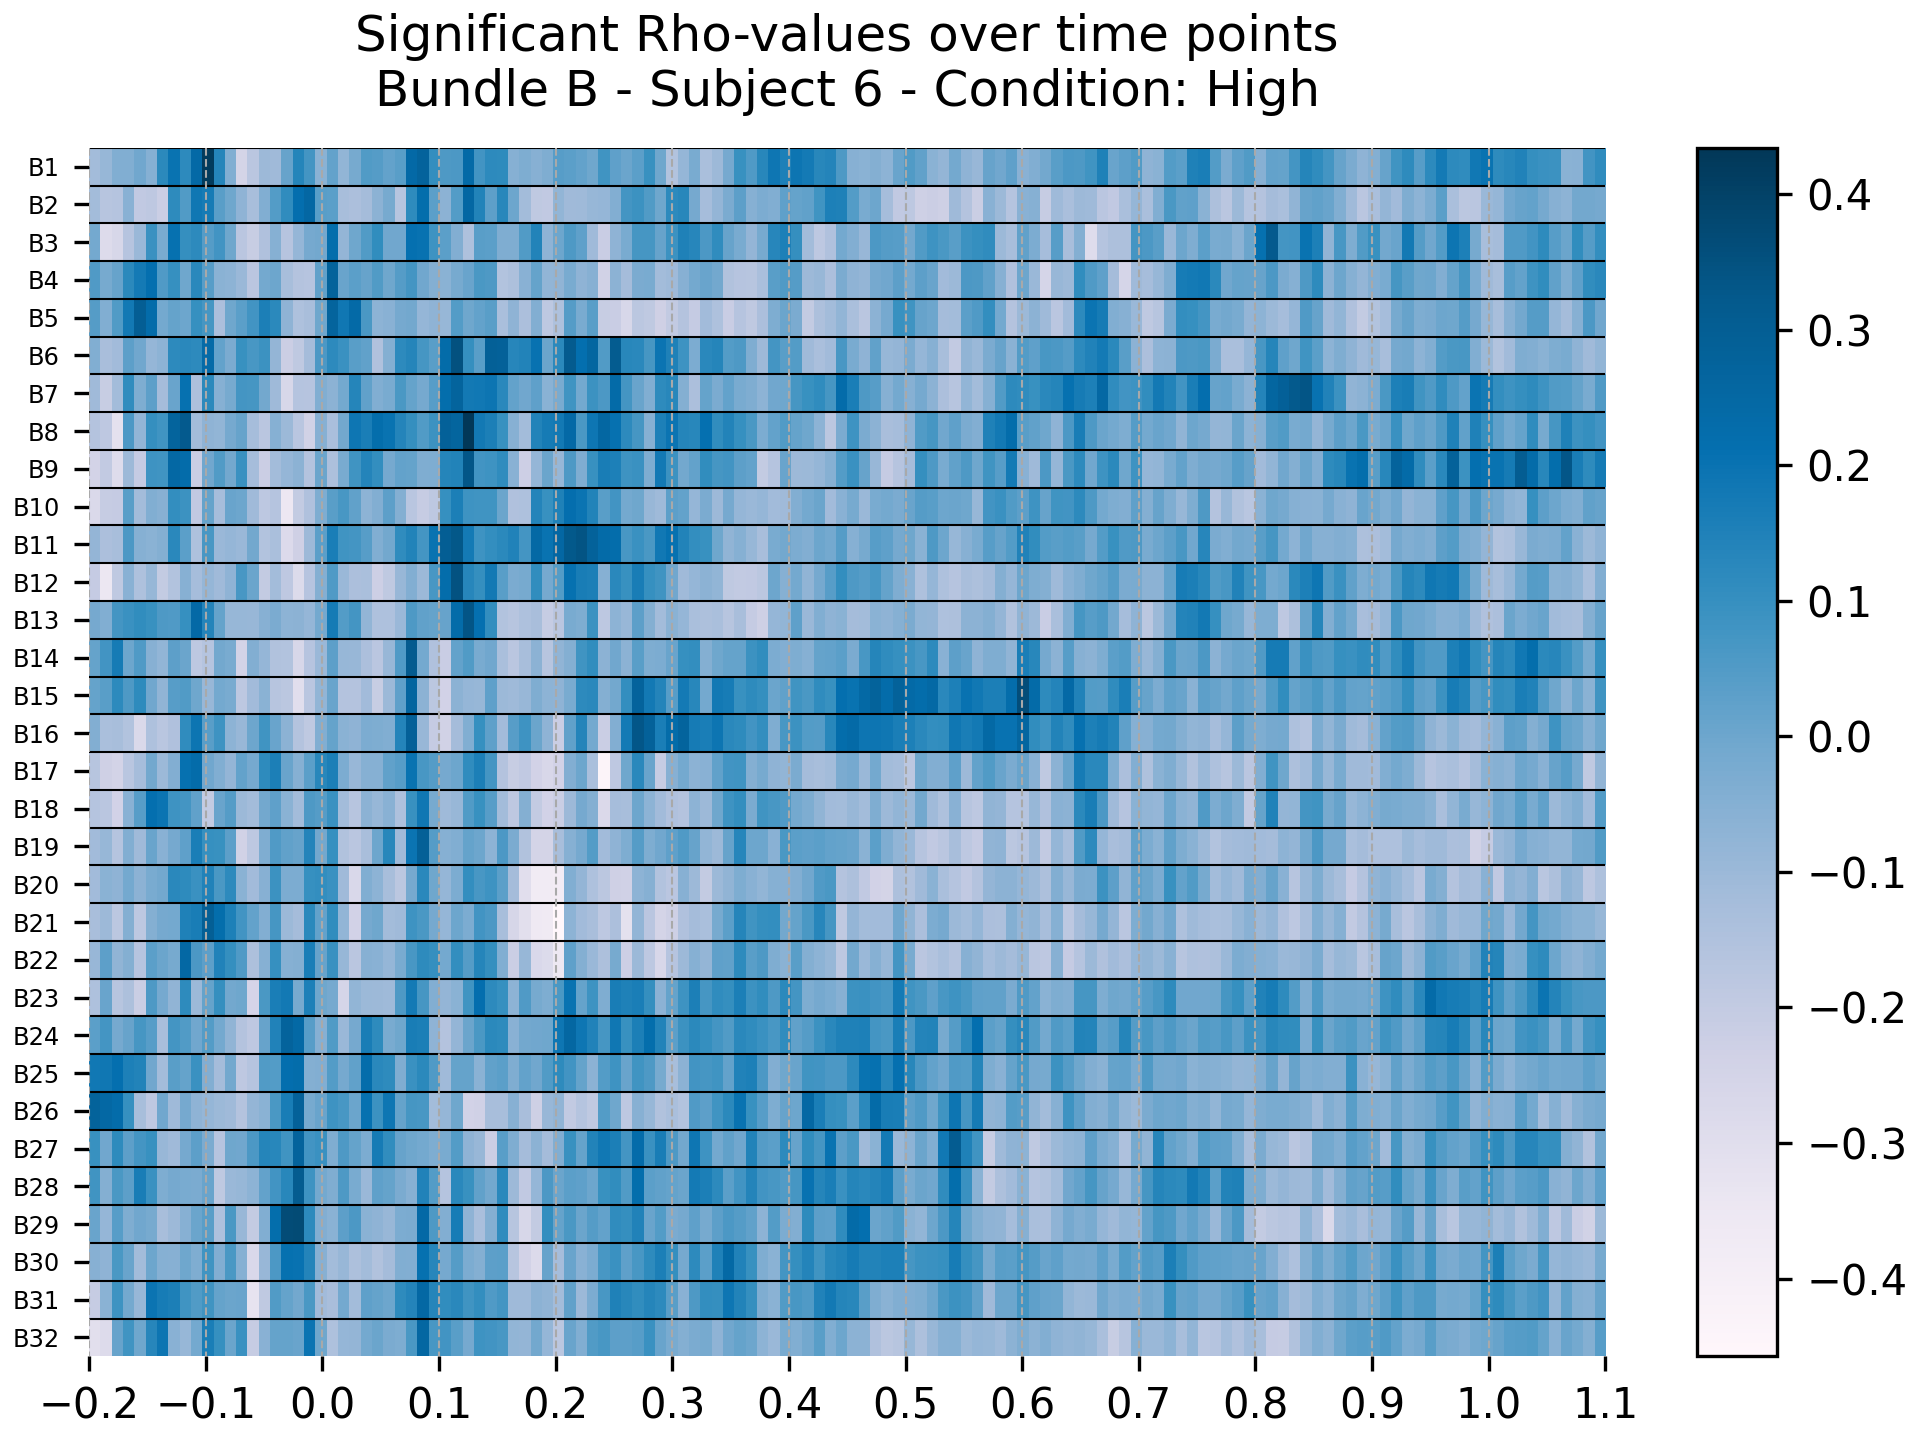 Significant Rho-values over time points
Bundle B - Subject 6 - Condition: High
B1
B2
B3
B4
B5
B6
B7
B8
B9
B10
B11
B12
B13
B14
B15
B16
B17
B18
B19
B20
B21
B22
B23
B24
B25
B26
B27
B28
B29
B30
B31
B32
−0.2 −0.1 0.0 0.1 0.2 0.3 0.4 0.5 0.6 0.7 0.8 0.9 1.0 1.1
0.4
0.3
0.2
0.1
0.0
−0.1
−0.2
−0.3
−0.4